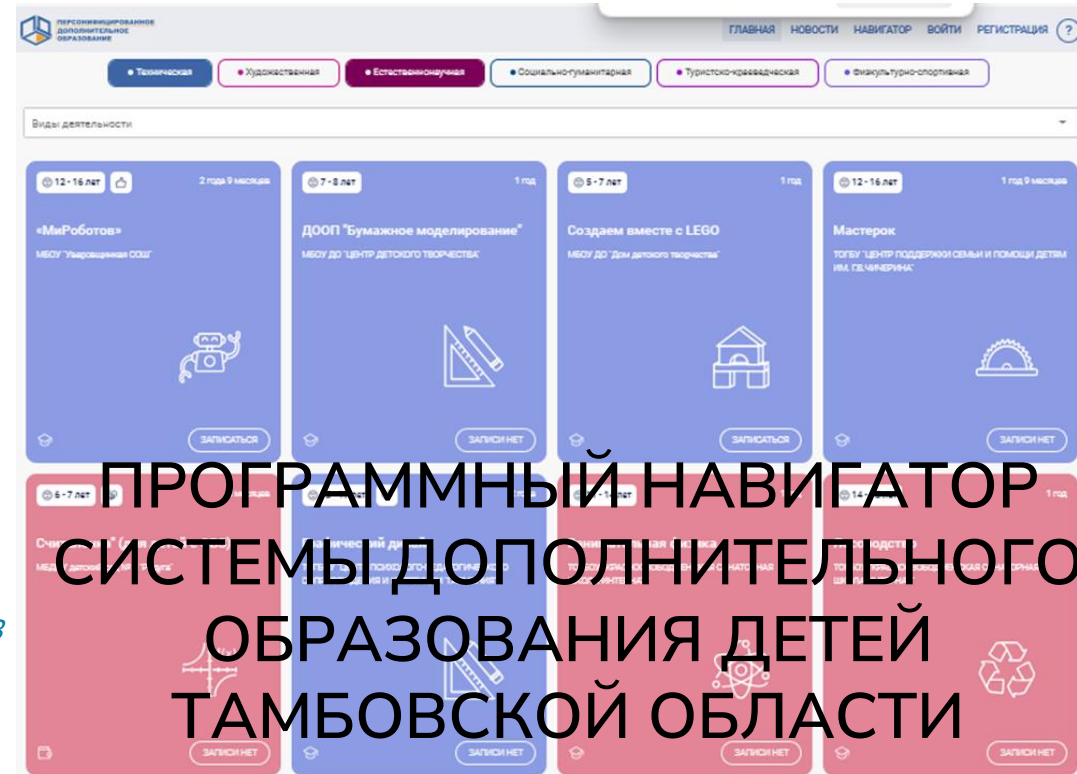 ПЕРСОНИФИЦИРОВАННОЕ
ДОПОЛНИТЕЛЬНОЕ
ОБРАЗОВАНИЕ
ГЛАВНАЯ НОВОСТИ НАВИГАТОР ВОЙТИ РЕГИСТРАЦИЯ ?
Техническая Художественная Естественнонаучная Социально-гуманитарная Туристско-краеведческая Физкультурно-спортивная
Виды деятельности
12-16 лет 2 года 9 месяцев
«МиРоботов»
МБОУ "Уваровщинская СОШ"
ЗАПИСАТЬСЯ
7-8 лет 1 год
ДООП "Бумажное моделирование"
МБОУ ДО "ЦЕНТР ДЕТСКОГО ТВОРЧЕСТВА"
ЗАПИСИ НЕТ
5-7 лет 1 год
Создаем вместе с LEGO
МБОУ ДО "Дом детского творчества"
ЗАПИСАТЬСЯ
12-16 лет 1 год 9 месяцев
Мастерок
ТОГБУ "ЦЕНТР ПОДДЕРЖКИ СЕМЬИ И ПОМОЩИ ДЕТЯМ
ИМ. Г.В.ЧИЧЕРИНА"
ЗАПИСИ НЕТ
ПРОГРАММНЫЙ НАВИГАТОР
СИСТЕМЫ ДОПОЛНИТЕЛЬНОГО
ОБРАЗОВАНИЯ ДЕТЕЙ
ТАМБОВСКОЙ ОБЛАСТИ
6-7 лет
ЗАПИСИ НЕТ
ЗАПИСИ НЕТ
1 год
ЗАПИСИ НЕТ
ЗАПИСИ НЕТ